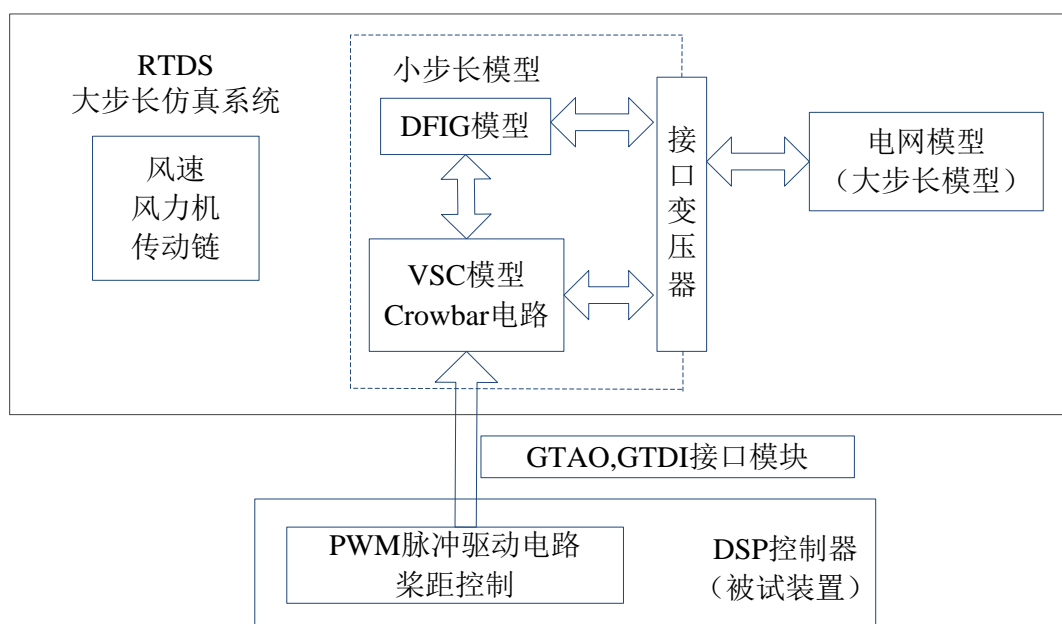 RTDS
大步长仿真系统
风速
风力机
传动链
小步长模型
DFIG模型
VSC模型
Crowbar电路
接口变压器
电网模型
（大步长模型）
GTAO,GTDI接口模块
PWM脉冲驱动电路
桨距控制
DSP控制器
（被试装置）